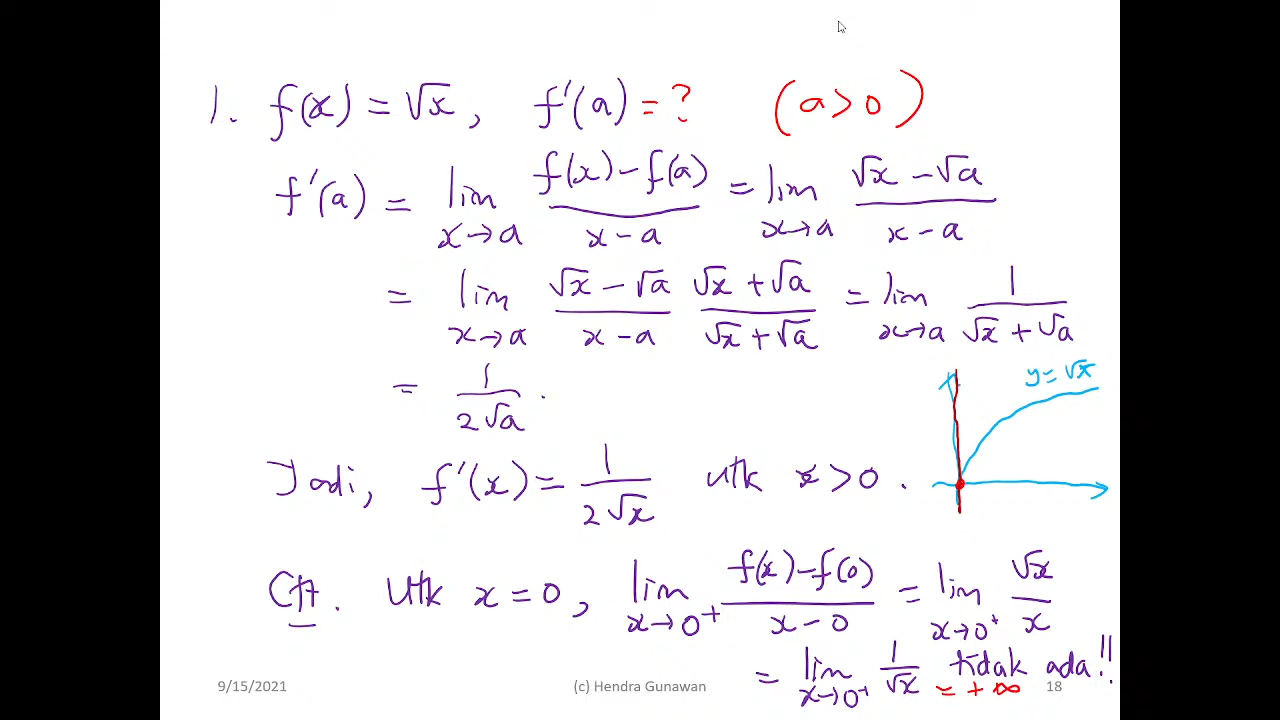 1. f(x) = √x, f'(a) = ? (a > 0)
f'(a) = lim x→a (f(x) − f(a))/(x − a) = lim x→a (√x − √a)/(x − a)
= lim x→a (√x − √a)/(x − a) (√x + √a)/(√x + √a) = lim x→a 1/(√x + √a)
= 1/(2√a).
y = √x
Jadi, f'(x) = 1/(2√x) utk x > 0.
Ctt. Utk x = 0, lim x→0⁺ (f(x) − f(0))/(x − 0) = lim x→0⁺ √x/x
= lim x→0⁺ 1/√x tidak ada!!
= +∞
9/15/2021 (c) Hendra Gunawan 18